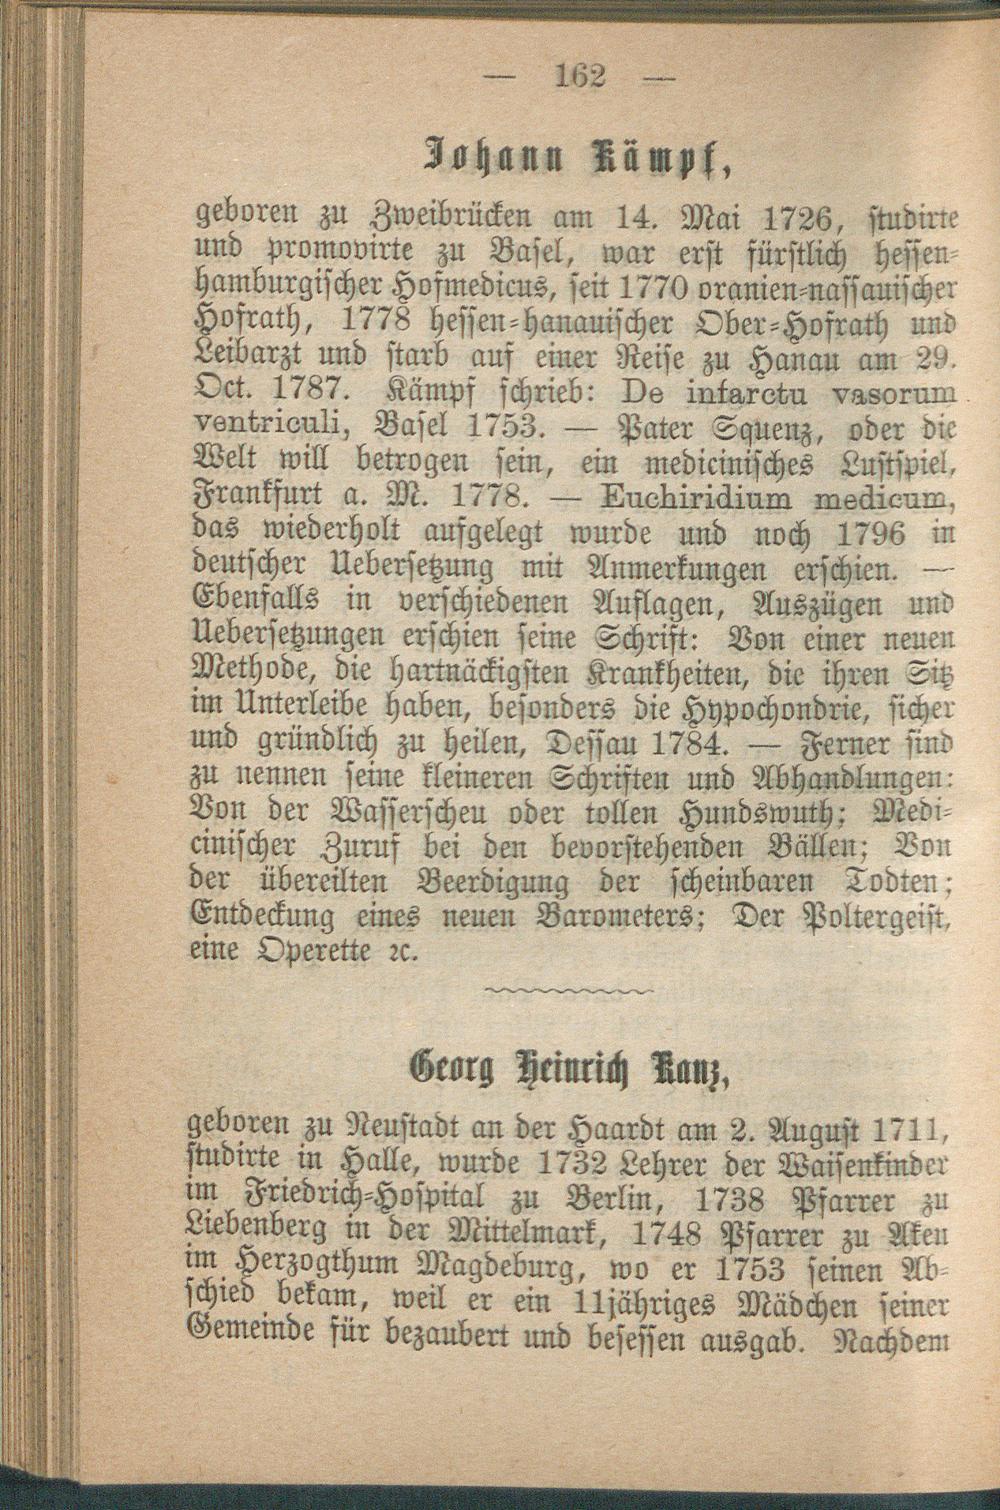 — 162 —
Johann Kämpf,
geboren zu Zweibrücken am 14. Mai 1726, studirte
und promovirte zu Basel, war erst fürstlich hessen-
hamburgischer Hofmedicus, seit 1770 oranien-nassauischer
Hofrath, 1778 hessen-hanauischer Ober-Hofrath und
Leibarzt und starb auf einer Reise zu Hanau am 29.
Oct. 1787. Kämpf schrieb: De infarctu vasorum
ventriculi, Basel 1753. — Pater Squenz, oder die
Welt will betrogen sein, ein medicinisches Lustspiel,
Frankfurt a. M. 1778. — Euchiridium medicum,
das wiederholt aufgelegt wurde und noch 1796 in
deutscher Uebersetzung mit Anmerkungen erschien. —
Ebenfalls in verschiedenen Auflagen, Auszügen und
Uebersetzungen erschien seine Schrift: Von einer neuen
Methode, die hartnäckigsten Krankheiten, die ihren Sitz
im Unterleibe haben, besonders die Hypochondrie, sicher
und gründlich zu heilen, Dessau 1784. — Ferner sind
zu nennen seine kleineren Schriften und Abhandlungen:
Von der Wasserscheu oder tollen Hundswuth; Medi-
cinischer Zuruf bei den bevorstehenden Bällen; Von
der übereilten Beerdigung der scheinbaren Todten;
Entdeckung eines neuen Barometers; Der Poltergeist,
eine Operette ꝛc.
Georg Heinrich Kanz,
geboren zu Neustadt an der Haardt am 2. August 1711,
studirte in Halle, wurde 1732 Lehrer der Waisenkinder
im Friedrich-Hospital zu Berlin, 1738 Pfarrer zu
Liebenberg in der Mittelmark, 1748 Pfarrer zu Aken
im Herzogthum Magdeburg, wo er 1753 seinen Ab-
schied bekam, weil er ein 11jähriges Mädchen seiner
Gemeinde für bezaubert und besessen ausgab. Nachdem